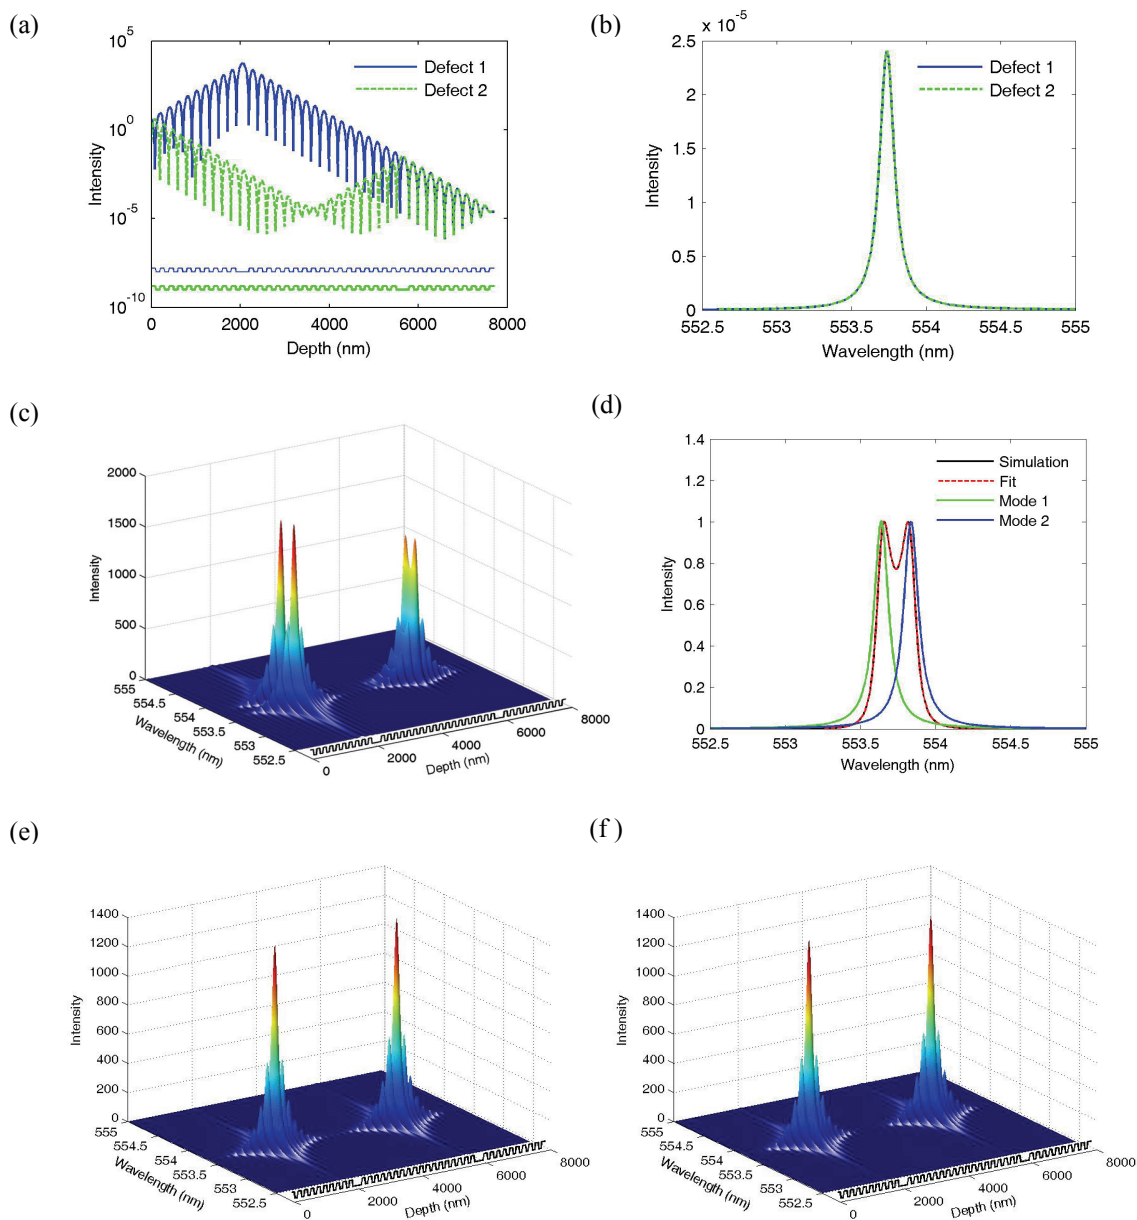 (a)
10^5
10^0
10^-5
10^-10
Intensity
Defect 1
Defect 2
0
2000
4000
6000
8000
Depth (nm)
(b)
x 10^-5
2.5
2
1.5
1
0.5
0
Intensity
Defect 1
Defect 2
552.5
553
553.5
554
554.5
555
Wavelength (nm)
(c)
2000
1500
1000
500
0
Intensity
555
554.5
554
553.5
553
552.5
Wavelength (nm)
0
2000
4000
6000
8000
Depth (nm)
(d)
1.4
1.2
1
0.8
0.6
0.4
0.2
0
Intensity
Simulation
Fit
Mode 1
Mode 2
552.5
553
553.5
554
554.5
555
Wavelength (nm)
(e)
1400
1200
1000
800
600
400
200
0
Intensity
555
554.5
554
553.5
553
552.5
Wavelength (nm)
0
2000
4000
6000
8000
Depth (nm)
(f )
1400
1200
1000
800
600
400
200
0
Intensity
555
554.5
554
553.5
553
552.5
Wavelength (nm)
0
2000
4000
6000
8000
Depth (nm)